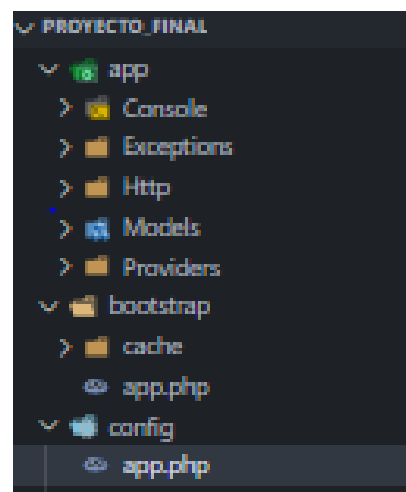 PROYECTO_FINAL
app
Console
Exceptions
Http
Models
Providers
bootstrap
cache
app.php
config
app.php